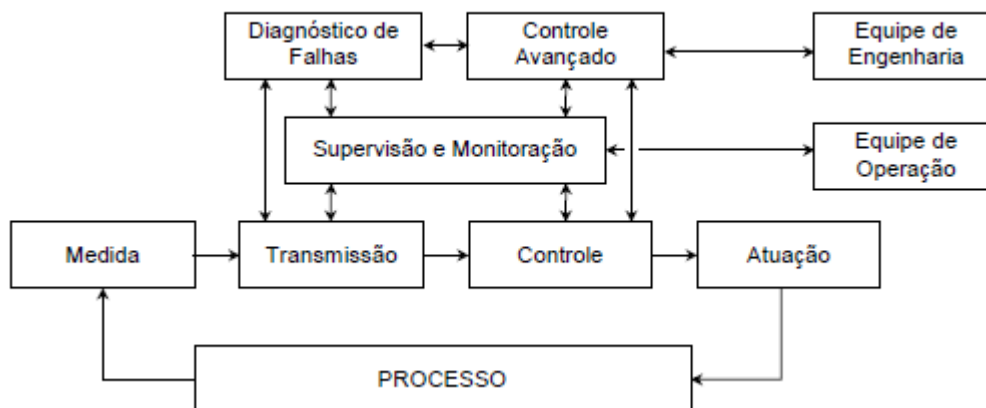 Diagnóstico de
Falhas
Controle
Avançado
Equipe de
Engenharia
Supervisão e Monitoração
Equipe de
Operação
Medida
Transmissão
Controle
Atuação
PROCESSO